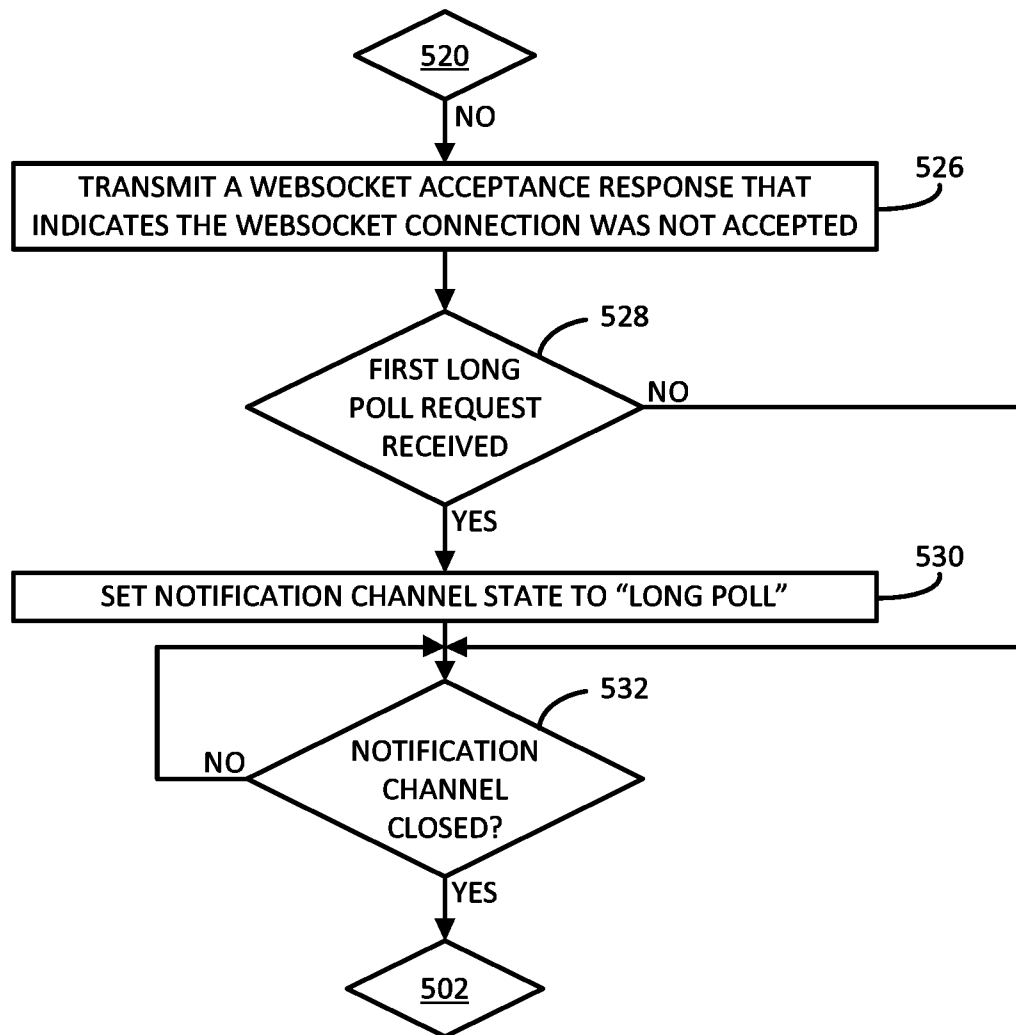 520
NO
TRANSMIT A WEBSOCKET ACCEPTANCE RESPONSE THAT
INDICATES THE WEBSOCKET CONNECTION WAS NOT ACCEPTED
526
528
FIRST LONG
POLL REQUEST
RECEIVED
NO
YES
530
SET NOTIFICATION CHANNEL STATE TO “LONG POLL”
532
NOTIFICATION
CHANNEL
CLOSED?
NO
YES
502